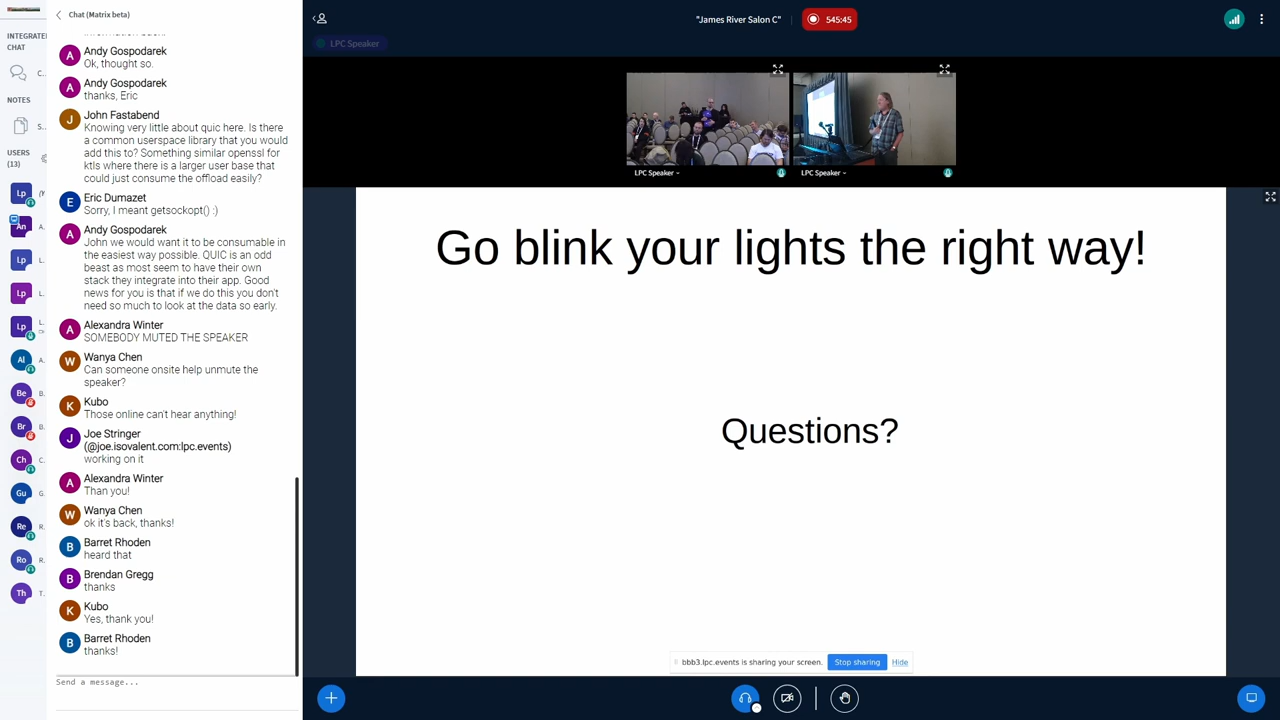 Chat (Matrix beta)
INTEGRATE
CHAT
C.
NOTES
S..
USERS
(13)
Andy Gospodarek
Ok, thought so.
Andy Gospodarek
thanks, Eric
John Fastabend
Knowing very little about quic here. Is there
a common userspace library that you would
add this to? Something similar openssl for
ktls where there is a larger user base that
could just consume the offload easily?
Eric Dumazet
Sorry, I meant getsockopt() :)
Andy Gospodarek
John we would want it to be consumable in
the easiest way possible. QUIC is an odd
beast as most seem to have their own
stack they integrate into their app. Good
news for you is that if we do this you don't
need so much to look at the data so early.
Alexandra Winter
SOMEBODY MUTED THE SPEAKER
Wanya Chen
Can someone onsite help unmute the
speaker?
Kubo
Those online can't hear anything!
Joe Stringer
(@joe.isovalent.com:lpc.events)
working on it
Alexandra Winter
Than you!
Wanya Chen
ok it's back, thanks!
Barret Rhoden
heard that
Brendan Gregg
thanks
Kubo
Yes, thank you!
Barret Rhoden
thanks!
Send a message...
"James River Salon C"
545:45
LPC Speaker
LPC Speaker
LPC Speaker
Go blink your lights the right way!
Questions?
bbb3.lpc.events is sharing your screen.
Stop sharing
Hide